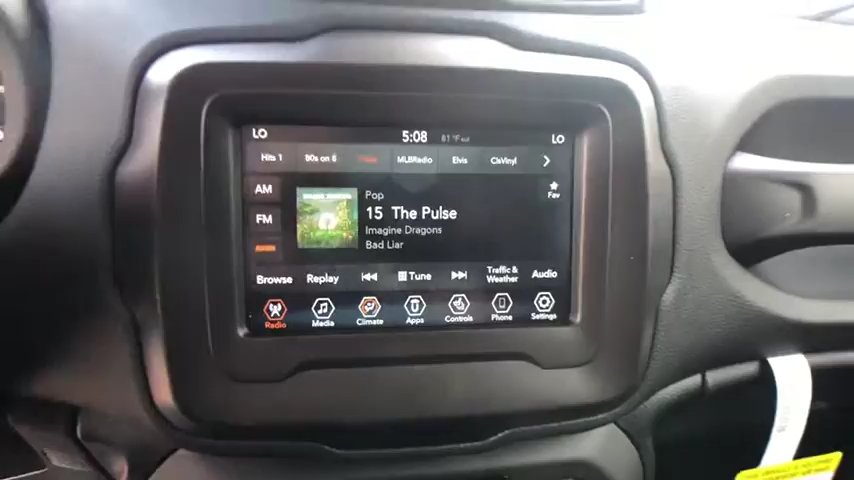 LO 5:08 81 °F out LO
Hits 1 80s on 8 MLBRadio Elvis ClsVinyl
AM
FM
Pop
15 The Pulse
Imagine Dragons
Bad Liar
Fav
Browse Replay Tune Traffic & Weather Audio
Radio Media Climate Apps Controls Phone Settings